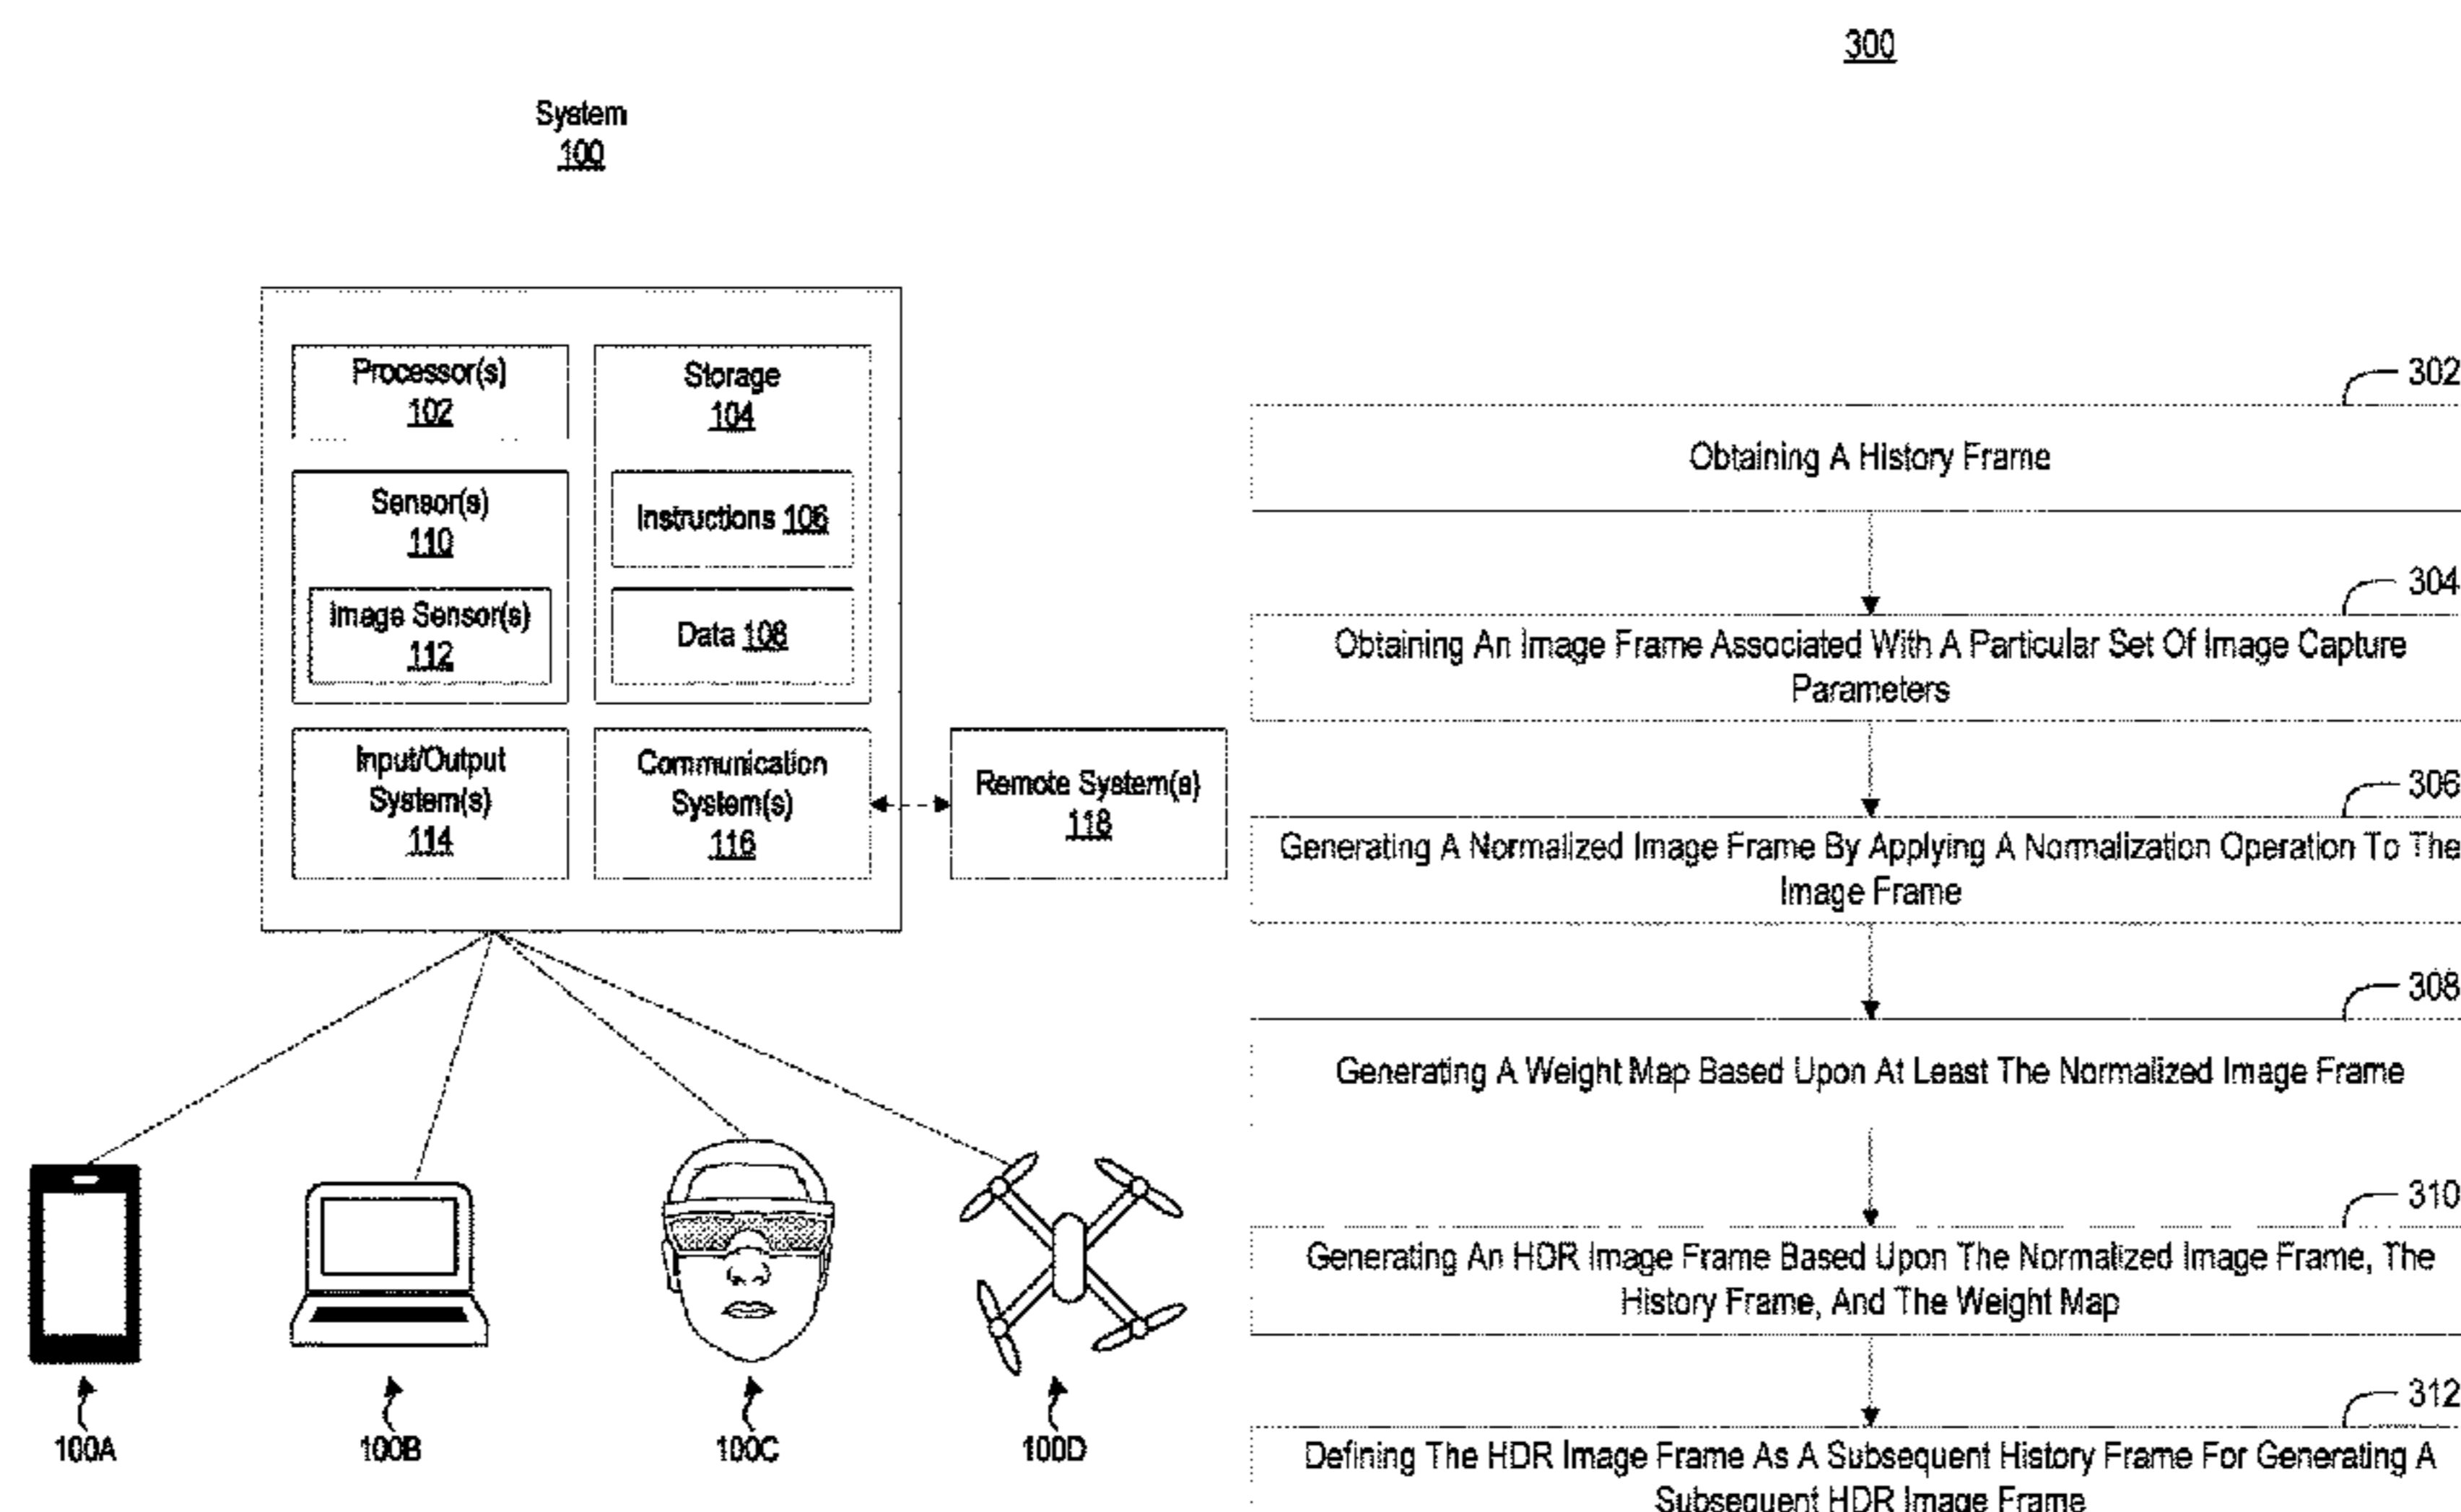 System
100
Processor(s)
102
Storage
104
Sensor(s)
110
Instructions 106
Image Sensor(s)
112
Data 108
Input/Output
System(s)
114
Communication
System(s)
116
Remote System(s)
118
100A
100B
100C
100D
300
302
Obtaining A History Frame
304
Obtaining An Image Frame Associated With A Particular Set Of Image Capture
Parameters
306
Generating A Normalized Image Frame By Applying A Normalization Operation To The
Image Frame
308
Generating A Weight Map Based Upon At Least The Normalized Image Frame
310
Generating An HDR Image Frame Based Upon The Normalized Image Frame, The
History Frame, And The Weight Map
312
Defining The HDR Image Frame As A Subsequent History Frame For Generating A
Subsequent HDR Image Frame